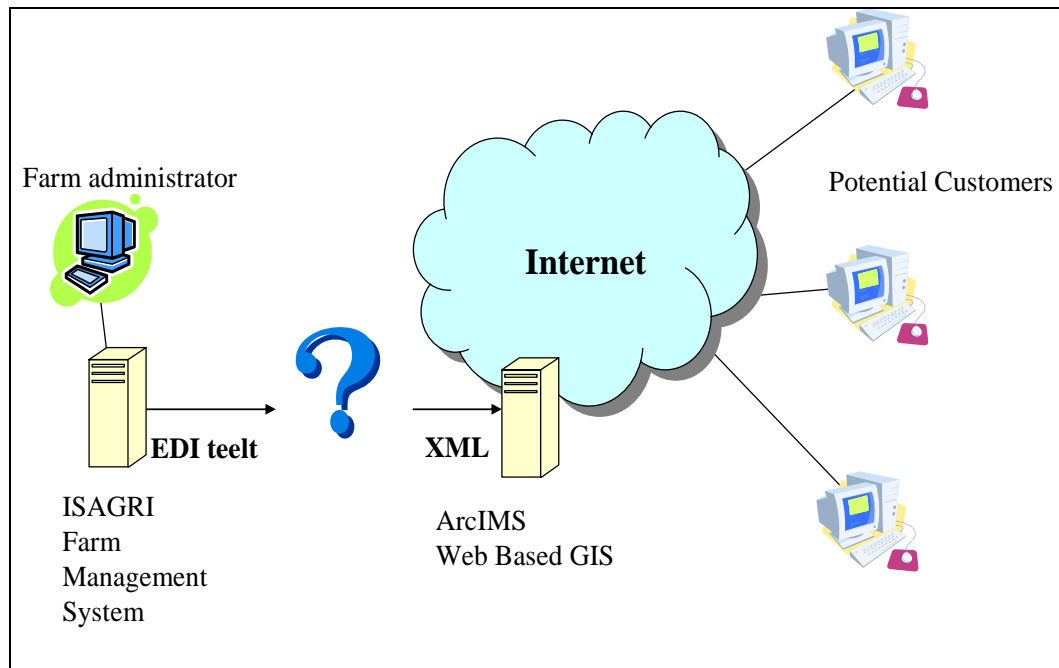 Farm administrator
Potential Customers
Internet
EDI teelt
XML
ISAGRI
Farm
Management
System
ArcIMS
Web Based GIS